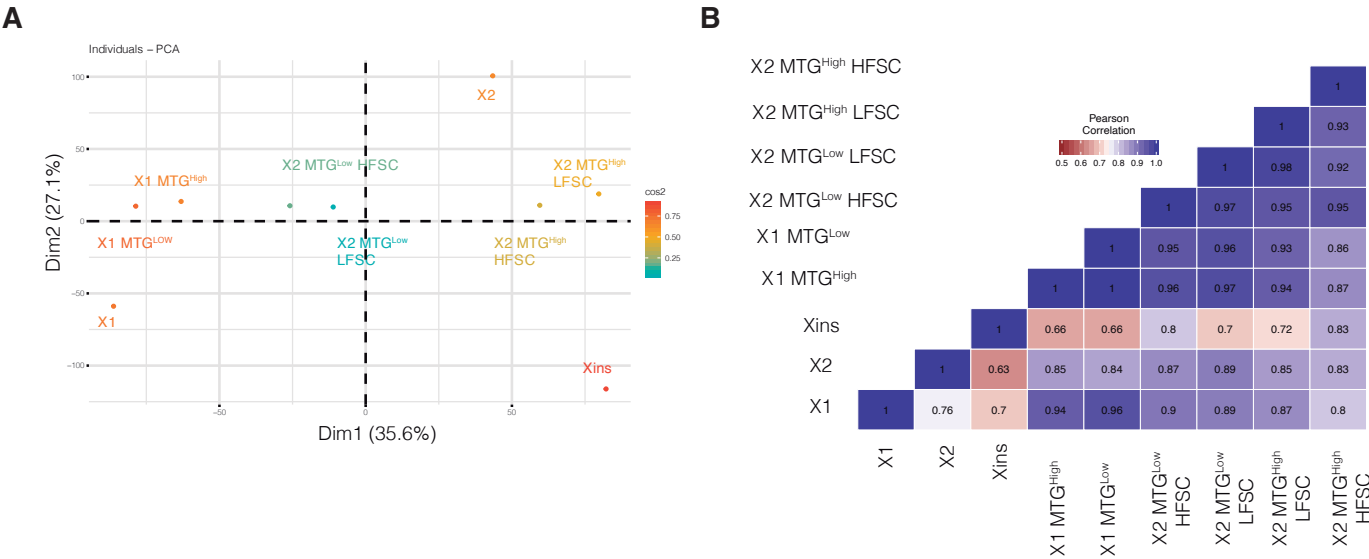 A
Individuals – PCA
100
50
0
−50
−100
Dim2 (27.1%)
X2
X2 MTGLow HFSC
X2 MTGHigh
LFSC
X1 MTGHigh
X1 MTGLOW
X2 MTGLow
LFSC
X2 MTGHigh
HFSC
X1
Xins
−50
0
50
Dim1 (35.6%)
cos2
0.75
0.50
0.25
B
Pearson
Correlation
0.5 0.6 0.7 0.8 0.9 1.0
X2 MTGHigh HFSC
1
X2 MTGHigh LFSC
1 0.93
X2 MTGLow LFSC
1 0.98 0.92
X2 MTGLow HFSC
1 0.97 0.95 0.95
X1 MTGLow
1 0.95 0.96 0.93 0.86
X1 MTGHigh
1 1 0.96 0.97 0.94 0.87
Xins
1 0.66 0.66 0.8 0.7 0.72 0.83
X2
1 0.63 0.85 0.84 0.87 0.89 0.85 0.83
X1
1 0.76 0.7 0.94 0.96 0.9 0.89 0.87 0.8
X1
X2
Xins
X1 MTGHigh
X1 MTGLow
X2 MTGLow
HFSC
X2 MTGLow
LFSC
X2 MTGHigh
LFSC
X2 MTGHigh
HFSC